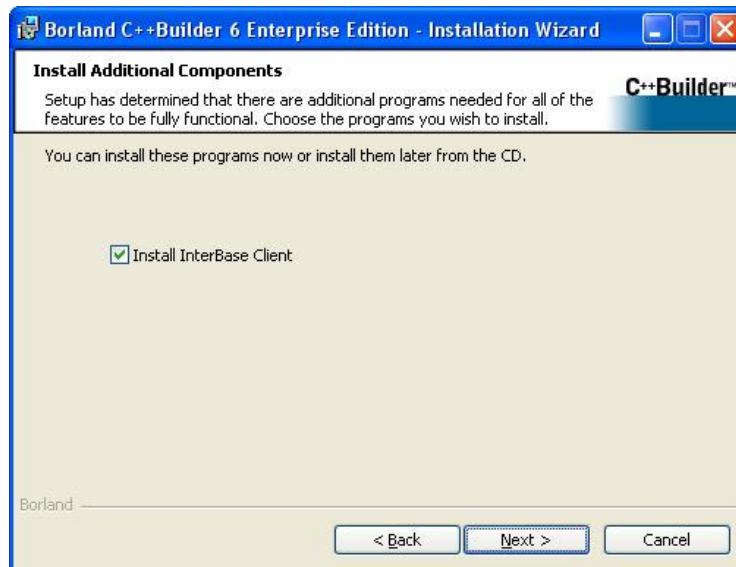 Borland C++Builder 6 Enterprise Edition - Installation Wizard
Install Additional Components
Setup has determined that there are additional programs needed for all of the
features to be fully functional. Choose the programs you wish to install.
C++Builder™
You can install these programs now or install them later from the CD.
Install InterBase Client
Borland
< Back
Next >
Cancel